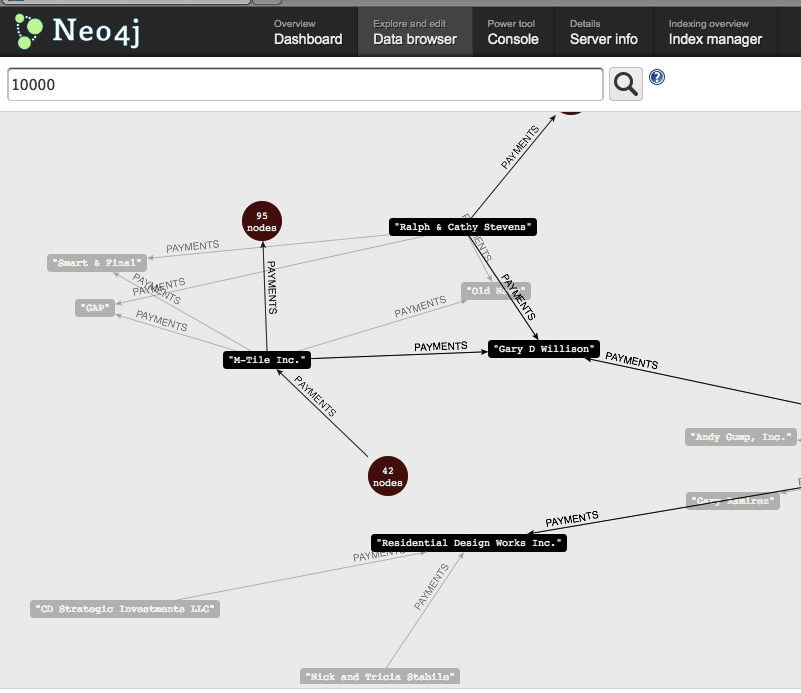 Neo4j
Overview
Dashboard
Explore and edit
Data browser
Power tool
Console
Details
Server info
Indexing overview
Index manager
10000
?
PAYMENTS
95
nodes
"Ralph & Cathy Stevens"
PAYMENTS
"Smart & Final"
PAYMENTS
PAYMENTS
PAYMENTS
PAYMENTS
"GAP"
PAYMENTS
PAYMENTS
PAYMENTS
"M-Tile Inc."
PAYMENTS
"Gary D Willison"
PAYMENTS
PAYMENTS
"Andy Gump, Inc."
42
nodes
"Gary Ramirez"
PAYMENTS
"Residential Design Works Inc."
PAYMENTS
PAYMENTS
"CD Strategic Investments LLC"
"Nick and Tricia Stabile"